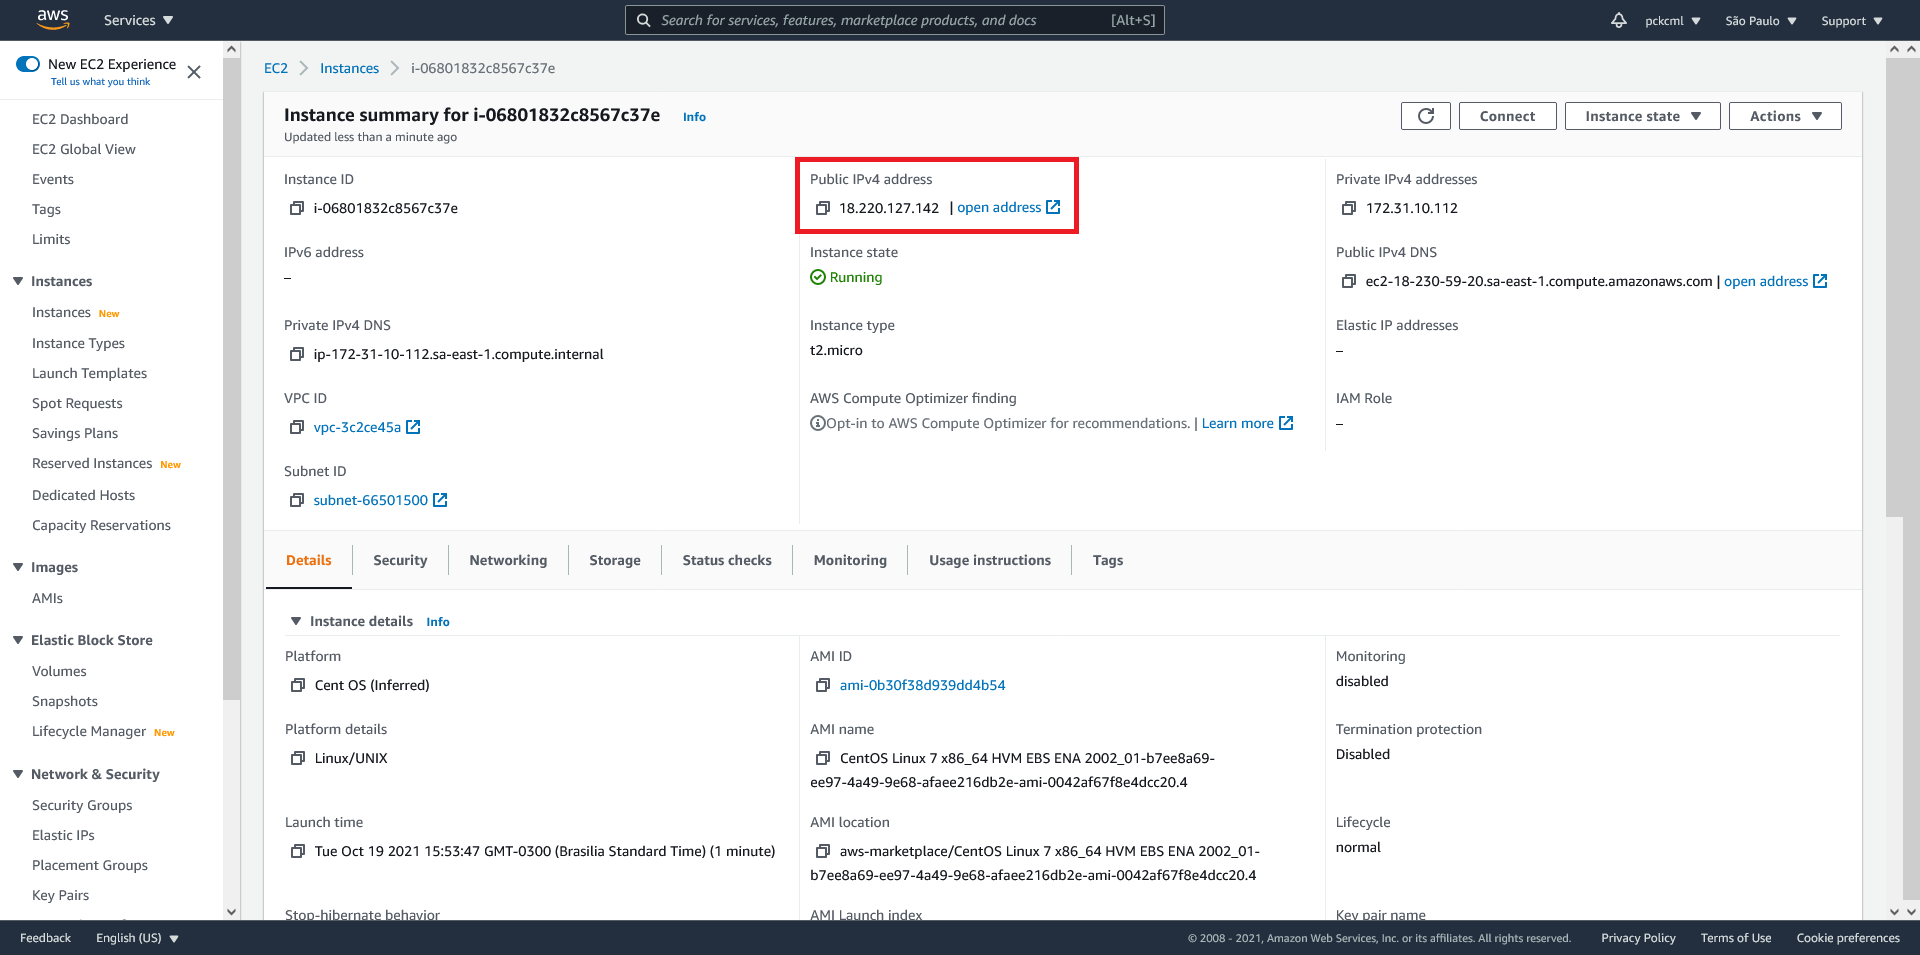 aws
Services
Search for services, features, marketplace products, and docs [Alt+S]
pckcml
São Paulo
Support
New EC2 Experience
Tell us what you think
EC2 Dashboard
EC2 Global View
Events
Tags
Limits
Instances
Instances New
Instance Types
Launch Templates
Spot Requests
Savings Plans
Reserved Instances New
Dedicated Hosts
Capacity Reservations
Images
AMIs
Elastic Block Store
Volumes
Snapshots
Lifecycle Manager New
Network & Security
Security Groups
Elastic IPs
Placement Groups
Key Pairs
EC2 > Instances > i-06801832c8567c37e
Instance summary for i-06801832c8567c37e Info
Updated less than a minute ago
Connect
Instance state
Actions
Instance ID
i-06801832c8567c37e
Public IPv4 address
18.220.127.142 | open address
Private IPv4 addresses
172.31.10.112
IPv6 address
–
Instance state
Running
Public IPv4 DNS
ec2-18-230-59-20.sa-east-1.compute.amazonaws.com | open address
Private IPv4 DNS
ip-172-31-10-112.sa-east-1.compute.internal
Instance type
t2.micro
Elastic IP addresses
–
VPC ID
vpc-3c2ce45a
AWS Compute Optimizer finding
Opt-in to AWS Compute Optimizer for recommendations. | Learn more
IAM Role
–
Subnet ID
subnet-66501500
Details
Security
Networking
Storage
Status checks
Monitoring
Usage instructions
Tags
Instance details Info
Platform
Cent OS (Inferred)
AMI ID
ami-0b30f38d939dd4b54
Monitoring
disabled
Platform details
Linux/UNIX
AMI name
CentOS Linux 7 x86_64 HVM EBS ENA 2002_01-b7ee8a69-
ee97-4a49-9e68-afaee216db2e-ami-0042af67f8e4dcc20.4
Termination protection
Disabled
Launch time
Tue Oct 19 2021 15:53:47 GMT-0300 (Brasilia Standard Time) (1 minute)
AMI location
aws-marketplace/CentOS Linux 7 x86_64 HVM EBS ENA 2002_01-
b7ee8a69-ee97-4a49-9e68-afaee216db2e-ami-0042af67f8e4dcc20.4
Lifecycle
normal
Stop-hibernate behavior
AMI Launch index
Key pair name
Feedback
English (US)
© 2008 - 2021, Amazon Web Services, Inc. or its affiliates. All rights reserved.
Privacy Policy
Terms of Use
Cookie preferences